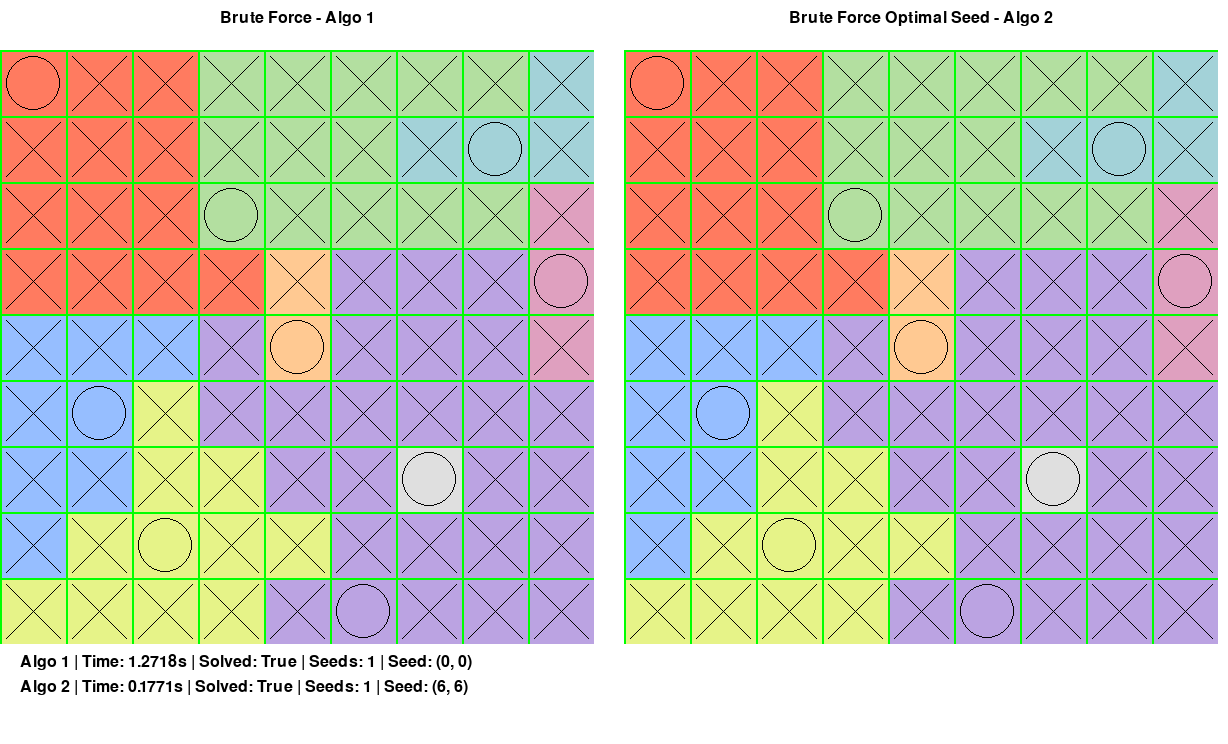 Brute Force - Algo 1
Brute Force Optimal Seed - Algo 2
Algo 1 | Time: 1.2718s | Solved: True | Seeds: 1 | Seed: (0, 0)
Algo 2 | Time: 0.1771s | Solved: True | Seeds: 1 | Seed: (6, 6)